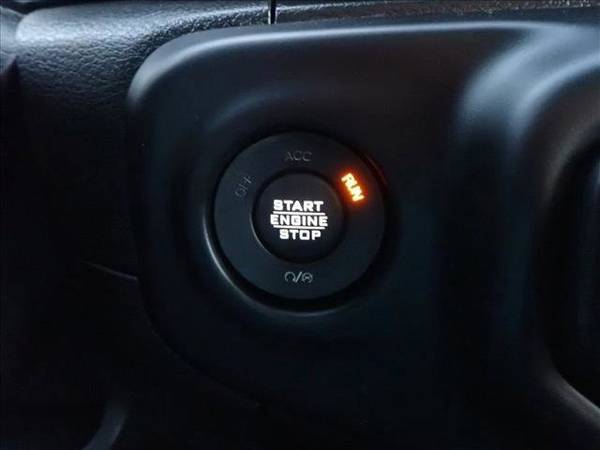 OFF
ACC
RUN
START
ENGINE
STOP